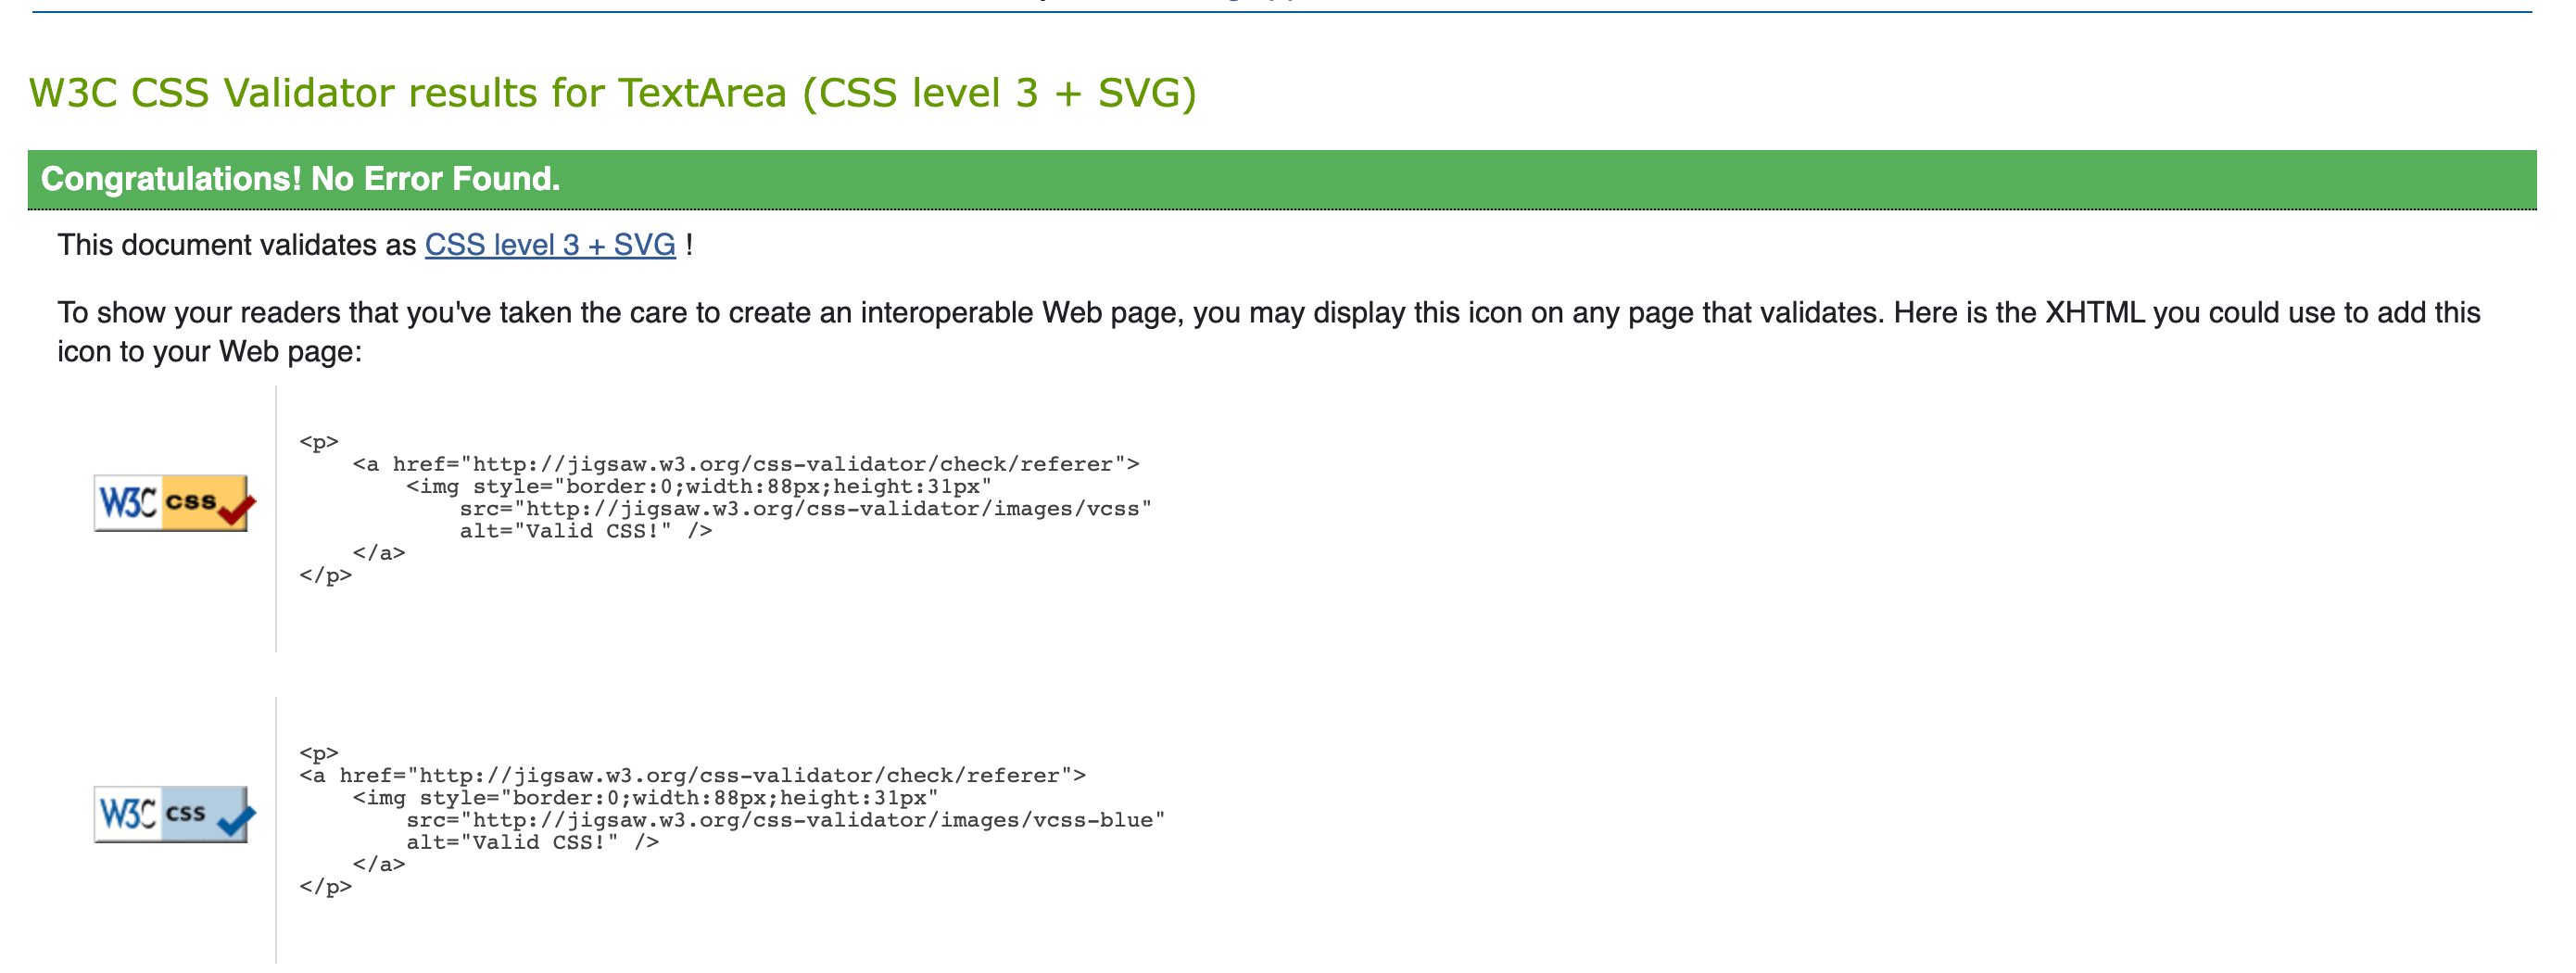 W3C CSS Validator results for TextArea (CSS level 3 + SVG)
Congratulations! No Error Found.
This document validates as CSS level 3 + SVG !
To show your readers that you've taken the care to create an interoperable Web page, you may display this icon on any page that validates. Here is the XHTML you could use to add this
icon to your Web page:
W3C css
<p>
    <a href="http://jigsaw.w3.org/css-validator/check/referer">
        <img style="border:0;width:88px;height:31px"
            src="http://jigsaw.w3.org/css-validator/images/vcss"
            alt="Valid CSS!" />
    </a>
</p>
W3C css
<p>
<a href="http://jigsaw.w3.org/css-validator/check/referer">
    <img style="border:0;width:88px;height:31px"
        src="http://jigsaw.w3.org/css-validator/images/vcss-blue"
        alt="Valid CSS!" />
    </a>
</p>